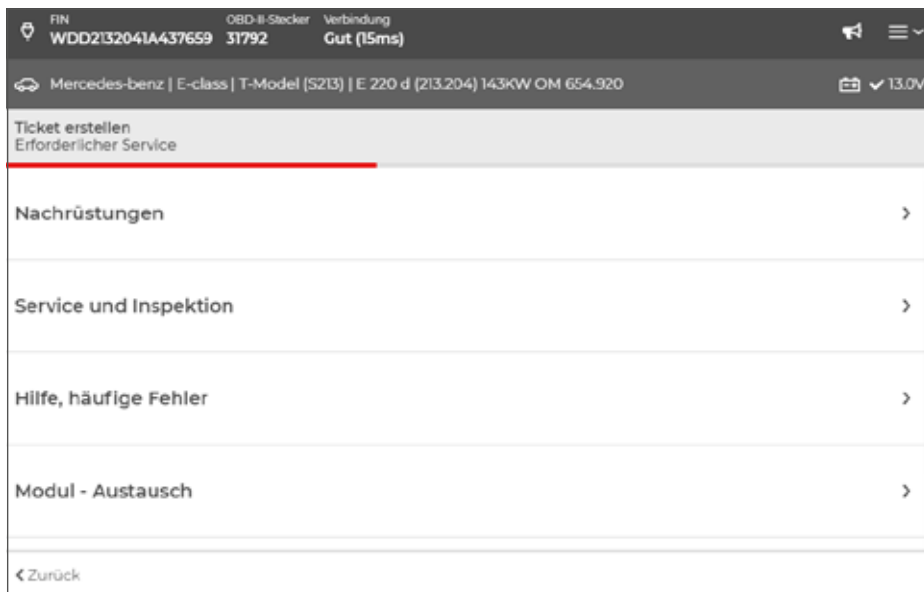 FIN OBD-II-Stecker Verbindung
WDD2132041A437659 31792 Gut (15ms)
Mercedes-benz | E-class | T-Model (S213) | E 220 d (213.204) 143KW OM 654.920 13.0V
Ticket erstellen
Erforderlicher Service
Nachrüstungen
Service und Inspektion
Hilfe, häufige Fehler
Modul - Austausch
Zurück